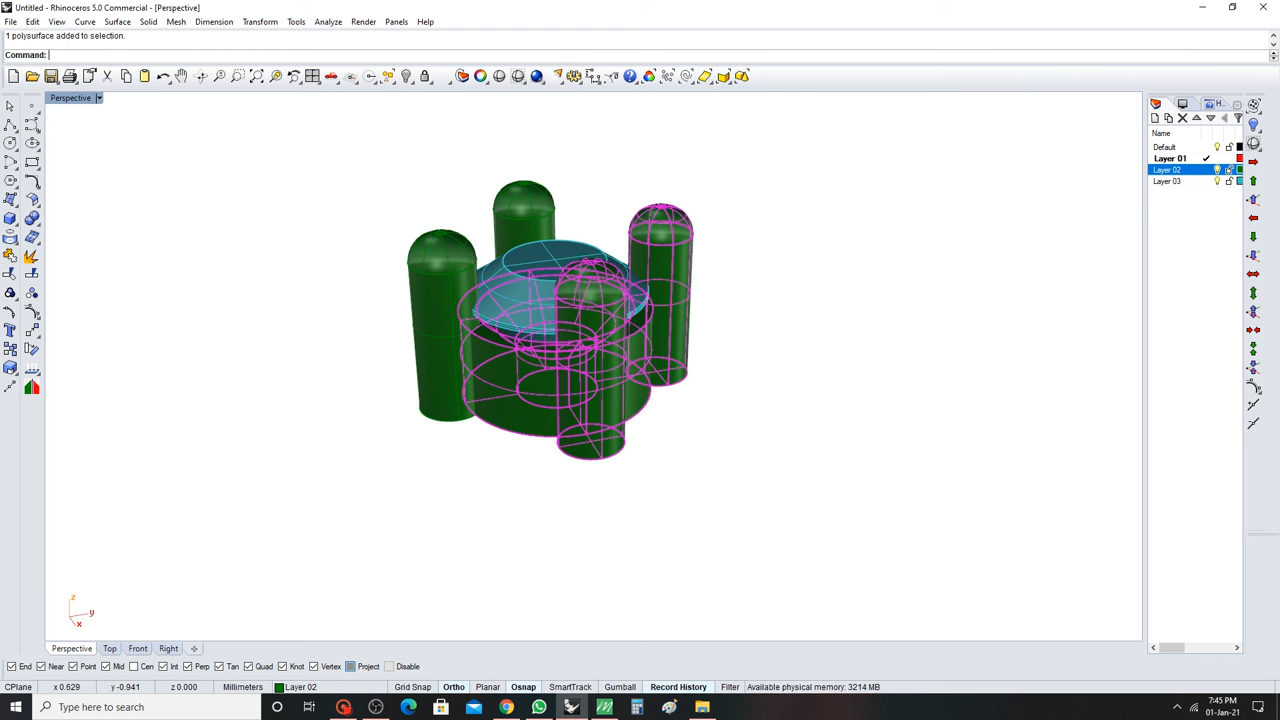 Untitled - Rhinoceros 5.0 Commercial - [Perspective]
File Edit View Curve Surface Solid Mesh Dimension Transform Tools Analyze Render Panels Help
1 polysurface added to selection.
Command:
Perspective
H...
Name
Default
Layer 01
Layer 02
Layer 03
z
y
x
Perspective Top Front Right
End Near Point Mid Cen Int Perp Tan Quad Knot Vertex Project Disable
CPlane x 0.629 y -0.941 z 0.000 Millimeters Layer 02 Grid Snap Ortho Planar Osnap SmartTrack Gumball Record History Filter Available physical memory: 3214 MB
Type here to search
7:45 PM
01-Jan-21